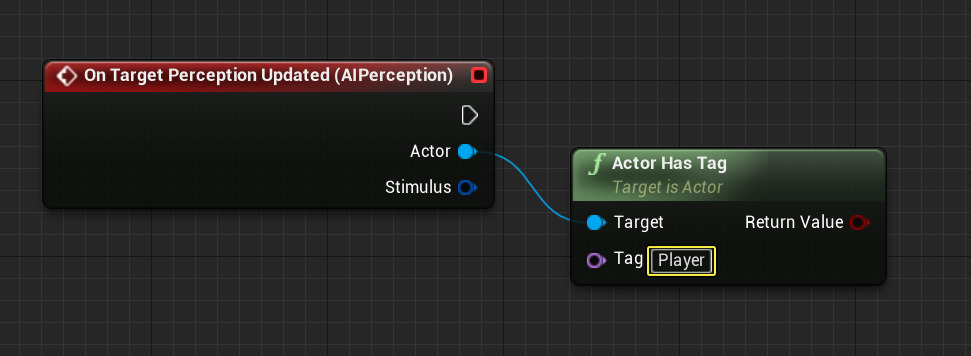 On Target Perception Updated (AIPerception)
Actor
Stimulus
f Actor Has Tag
Target is Actor
Target Return Value
Tag Player